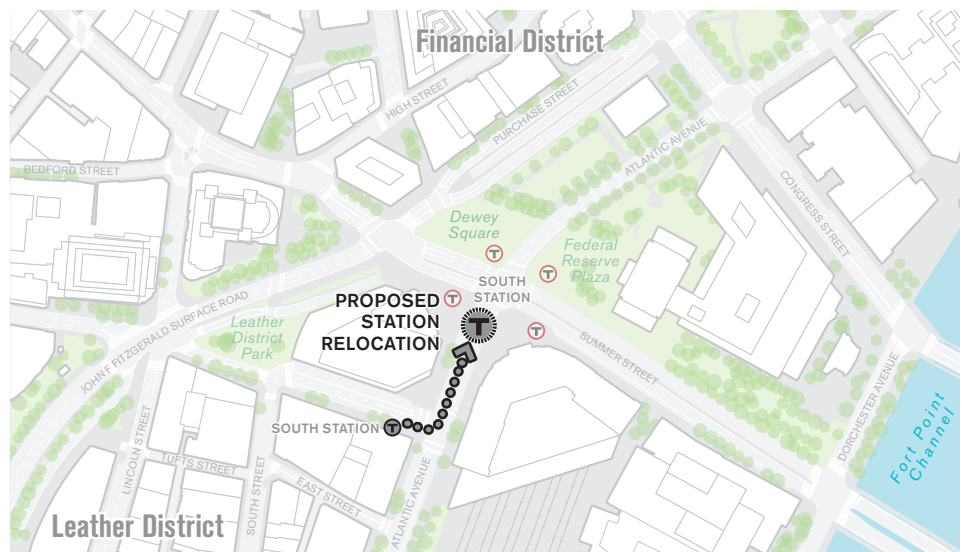 Financial District
HIGH STREET
PURCHASE STREET
ATLANTIC AVENUE
BEDFORD STREET
CONGRESS STREET
Dewey
Square
Federal
Reserve
Plaza
T
T
SOUTH
STATION
JOHN F FITZGERALD SURFACE ROAD
T
PROPOSED
STATION
RELOCATION
T
T
Leather
District
Park
SUMMER STREET
DORCHESTER AVENUE
Fort Point
Channel
SOUTH STATION
T
LINCOLN STREET
TUFTS STREET
SOUTH STREET
EAST STREET
ATLANTIC AVENUE
Leather District